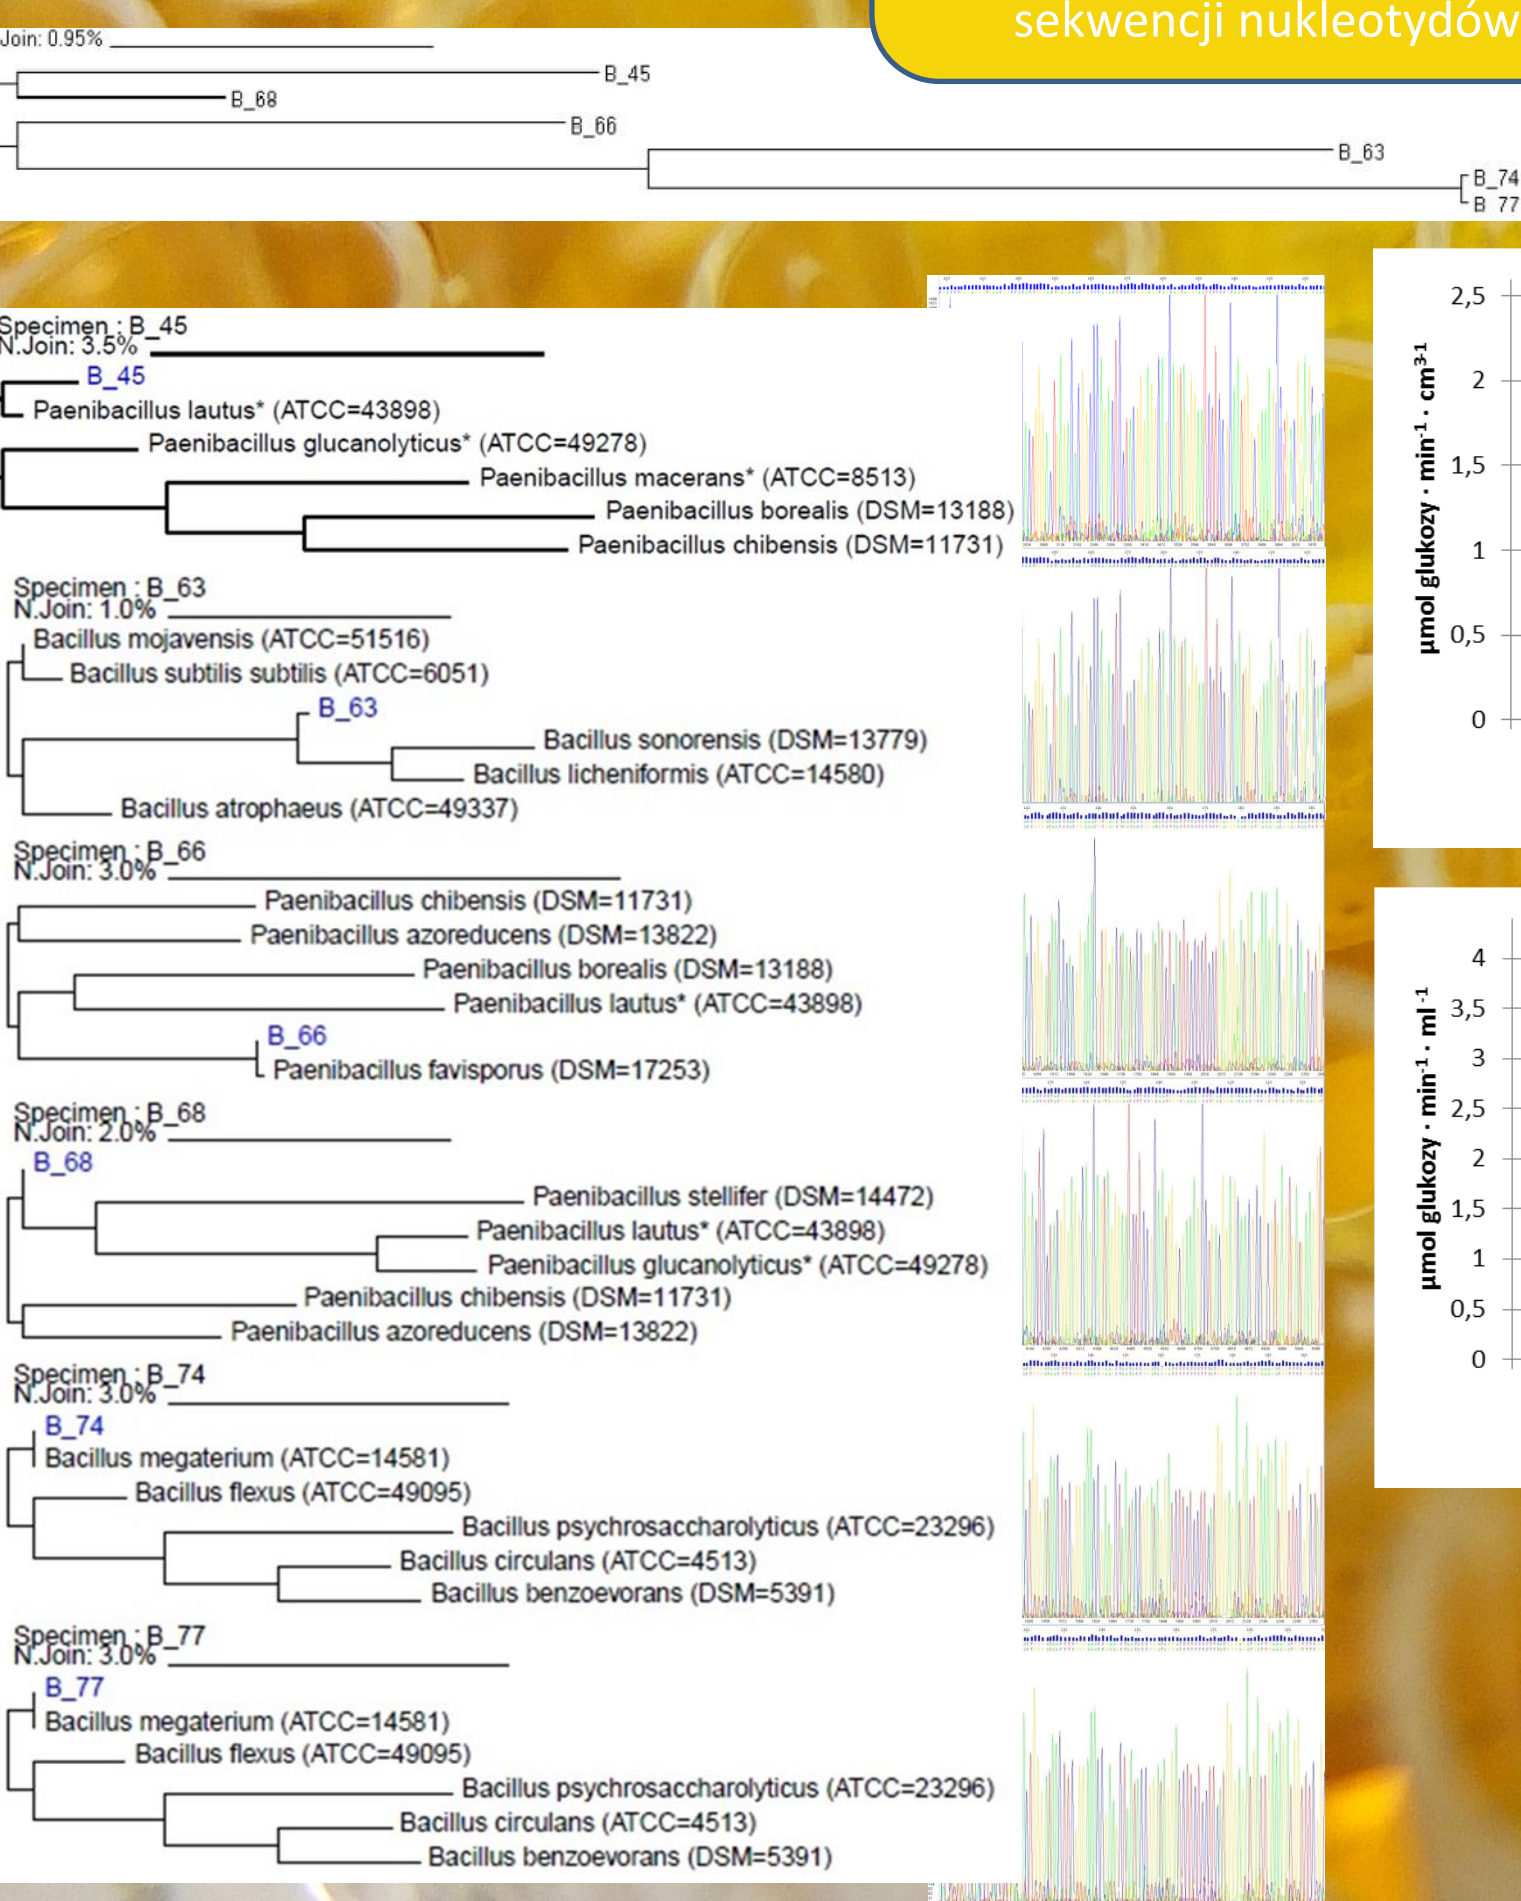 sekwencji nukleotydów
Join: 0.95%
B_45
B_68
B_66
B_63
B_74
B_77
Specimen : B_45
N.Join: 3.5%
B_45
Paenibacillus lautus* (ATCC=43898)
Paenibacillus glucanolyticus* (ATCC=49278)
Paenibacillus macerans* (ATCC=8513)
Paenibacillus borealis (DSM=13188)
Paenibacillus chibensis (DSM=11731)
Specimen : B_63
N.Join: 1.0%
Bacillus mojavensis (ATCC=51516)
Bacillus subtilis subtilis (ATCC=6051)
B_63
Bacillus sonorensis (DSM=13779)
Bacillus licheniformis (ATCC=14580)
Bacillus atrophaeus (ATCC=49337)
Specimen : B_66
N.Join: 3.0%
Paenibacillus chibensis (DSM=11731)
Paenibacillus azoreducens (DSM=13822)
Paenibacillus borealis (DSM=13188)
Paenibacillus lautus* (ATCC=43898)
B_66
Paenibacillus favisporus (DSM=17253)
Specimen : B_68
N.Join: 2.0%
B_68
Paenibacillus stellifer (DSM=14472)
Paenibacillus lautus* (ATCC=43898)
Paenibacillus glucanolyticus* (ATCC=49278)
Paenibacillus chibensis (DSM=11731)
Paenibacillus azoreducens (DSM=13822)
Specimen : B_74
N.Join: 3.0%
B_74
Bacillus megaterium (ATCC=14581)
Bacillus flexus (ATCC=49095)
Bacillus psychrosaccharolyticus (ATCC=23296)
Bacillus circulans (ATCC=4513)
Bacillus benzoevorans (DSM=5391)
Specimen : B_77
N.Join: 3.0%
B_77
Bacillus megaterium (ATCC=14581)
Bacillus flexus (ATCC=49095)
Bacillus psychrosaccharolyticus (ATCC=23296)
Bacillus circulans (ATCC=4513)
Bacillus benzoevorans (DSM=5391)
µmol glukozy · min⁻¹ · cm³⁻¹
2,5
2
1,5
1
0,5
0
µmol glukozy · min⁻¹ · ml⁻¹
4
3,5
3
2,5
2
1,5
1
0,5
0